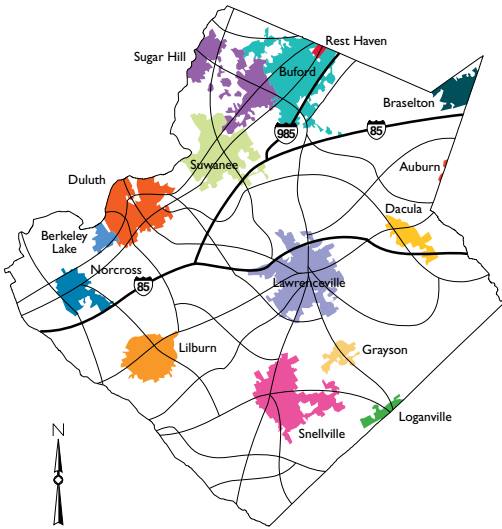 Rest Haven
Sugar Hill
Buford
Braselton
985
85
Suwanee
Auburn
Duluth
Dacula
Berkeley
Lake
Norcross
85
Lawrenceville
Lilburn
Grayson
Loganville
Snellville
N